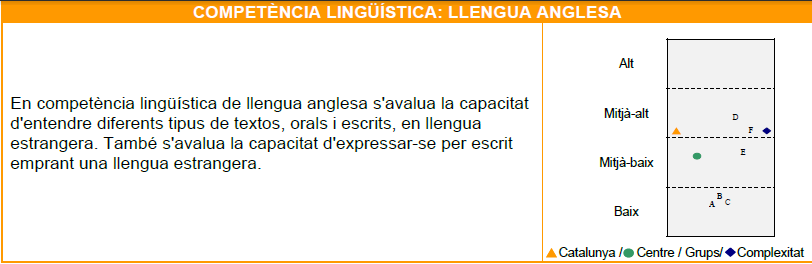 COMPETÈNCIA LINGÜÍSTICA: LLENGUA ANGLESA
En competència lingüística de llengua anglesa s'avalua la capacitat
d'entendre diferents tipus de textos, orals i escrits, en llengua
estrangera. També s'avalua la capacitat d'expressar-se per escrit
emprant una llengua estrangera.
Alt
Mitjà-alt
D
F
Mitjà-baix
E
Baix
B
A
C
Catalunya / Centre / Grups/ Complexitat